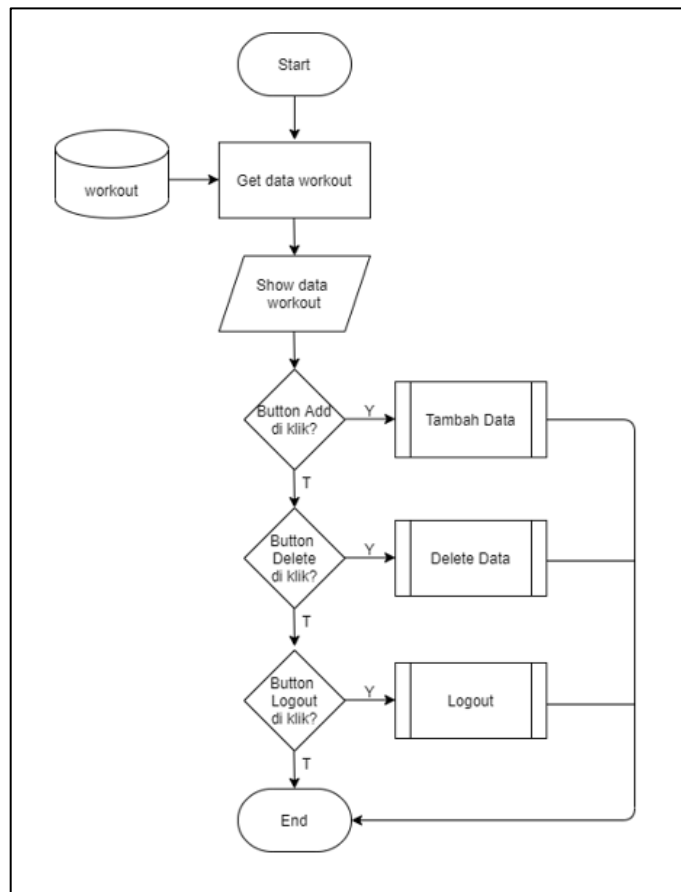 Start
workout
Get data workout
Show data
workout
Button Add
di klik?
Y
Tambah Data
T
Button
Delete
di klik?
Y
Delete Data
T
Button
Logout
di klik?
Y
Logout
T
End